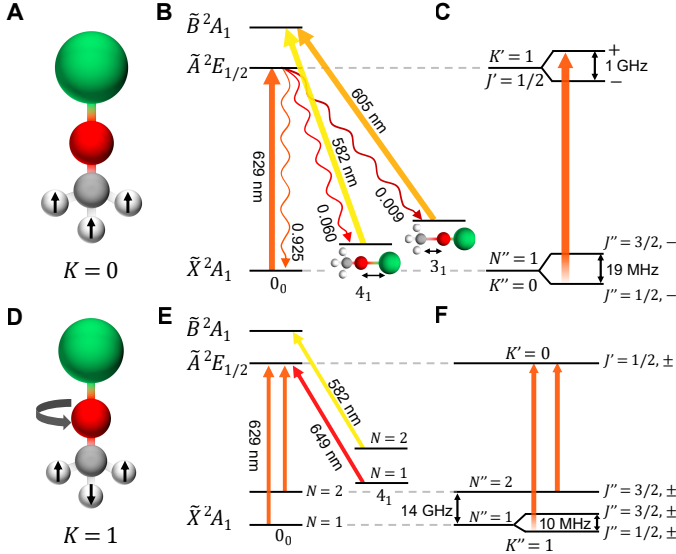 A
K = 0
B
B̃ ²A₁
Ã ²E₁/₂
629 nm
582 nm
605 nm
0.925
0.060
0.009
4₁
3₁
X̃ ²A₁
0₀
C
K′ = 1
J′ = 1/2
+
1 GHz
−
N″ = 1
K″ = 0
J″ = 3/2, −
19 MHz
J″ = 1/2, −
D
K = 1
E
B̃ ²A₁
Ã ²E₁/₂
629 nm
582 nm
649 nm
N = 2
N = 1
4₁
N = 2
X̃ ²A₁
0₀
N = 1
F
K′ = 0
J′ = 1/2, ±
N″ = 2
J″ = 3/2, ±
14 GHz
N″ = 1
J″ = 3/2, ±
10 MHz
J″ = 1/2, ±
K″ = 1